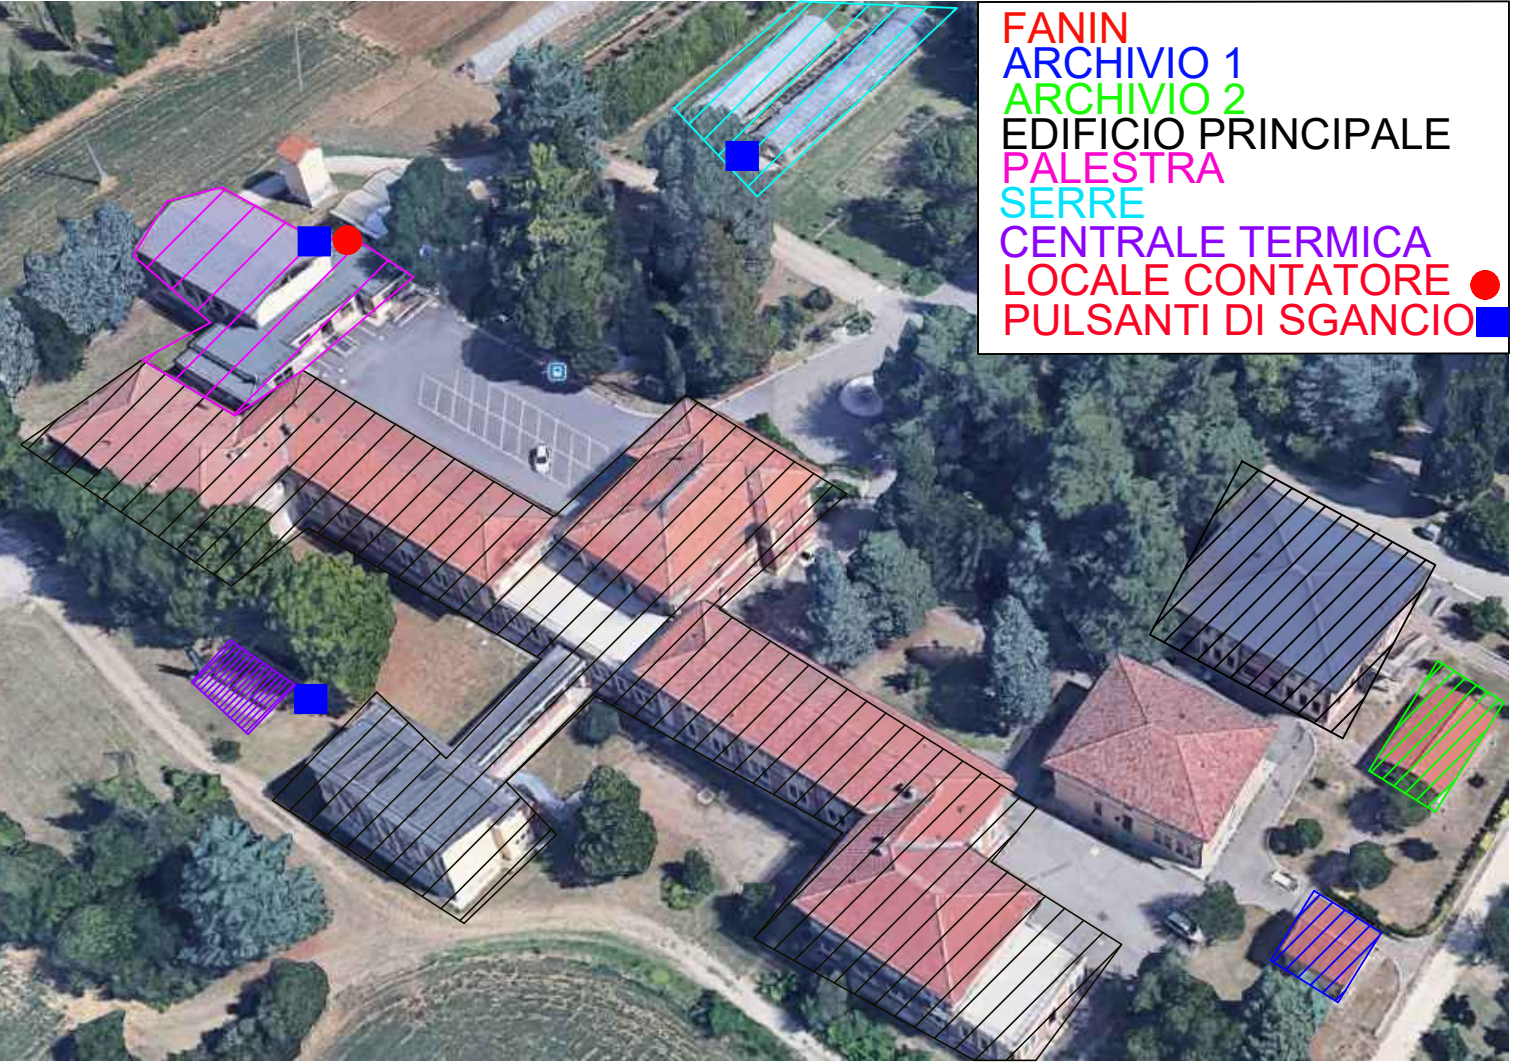 FANIN
ARCHIVIO 1
ARCHIVIO 2
EDIFICIO PRINCIPALE
PALESTRA
SERRE
CENTRALE TERMICA
LOCALE CONTATORE
PULSANTI DI SGANCIO